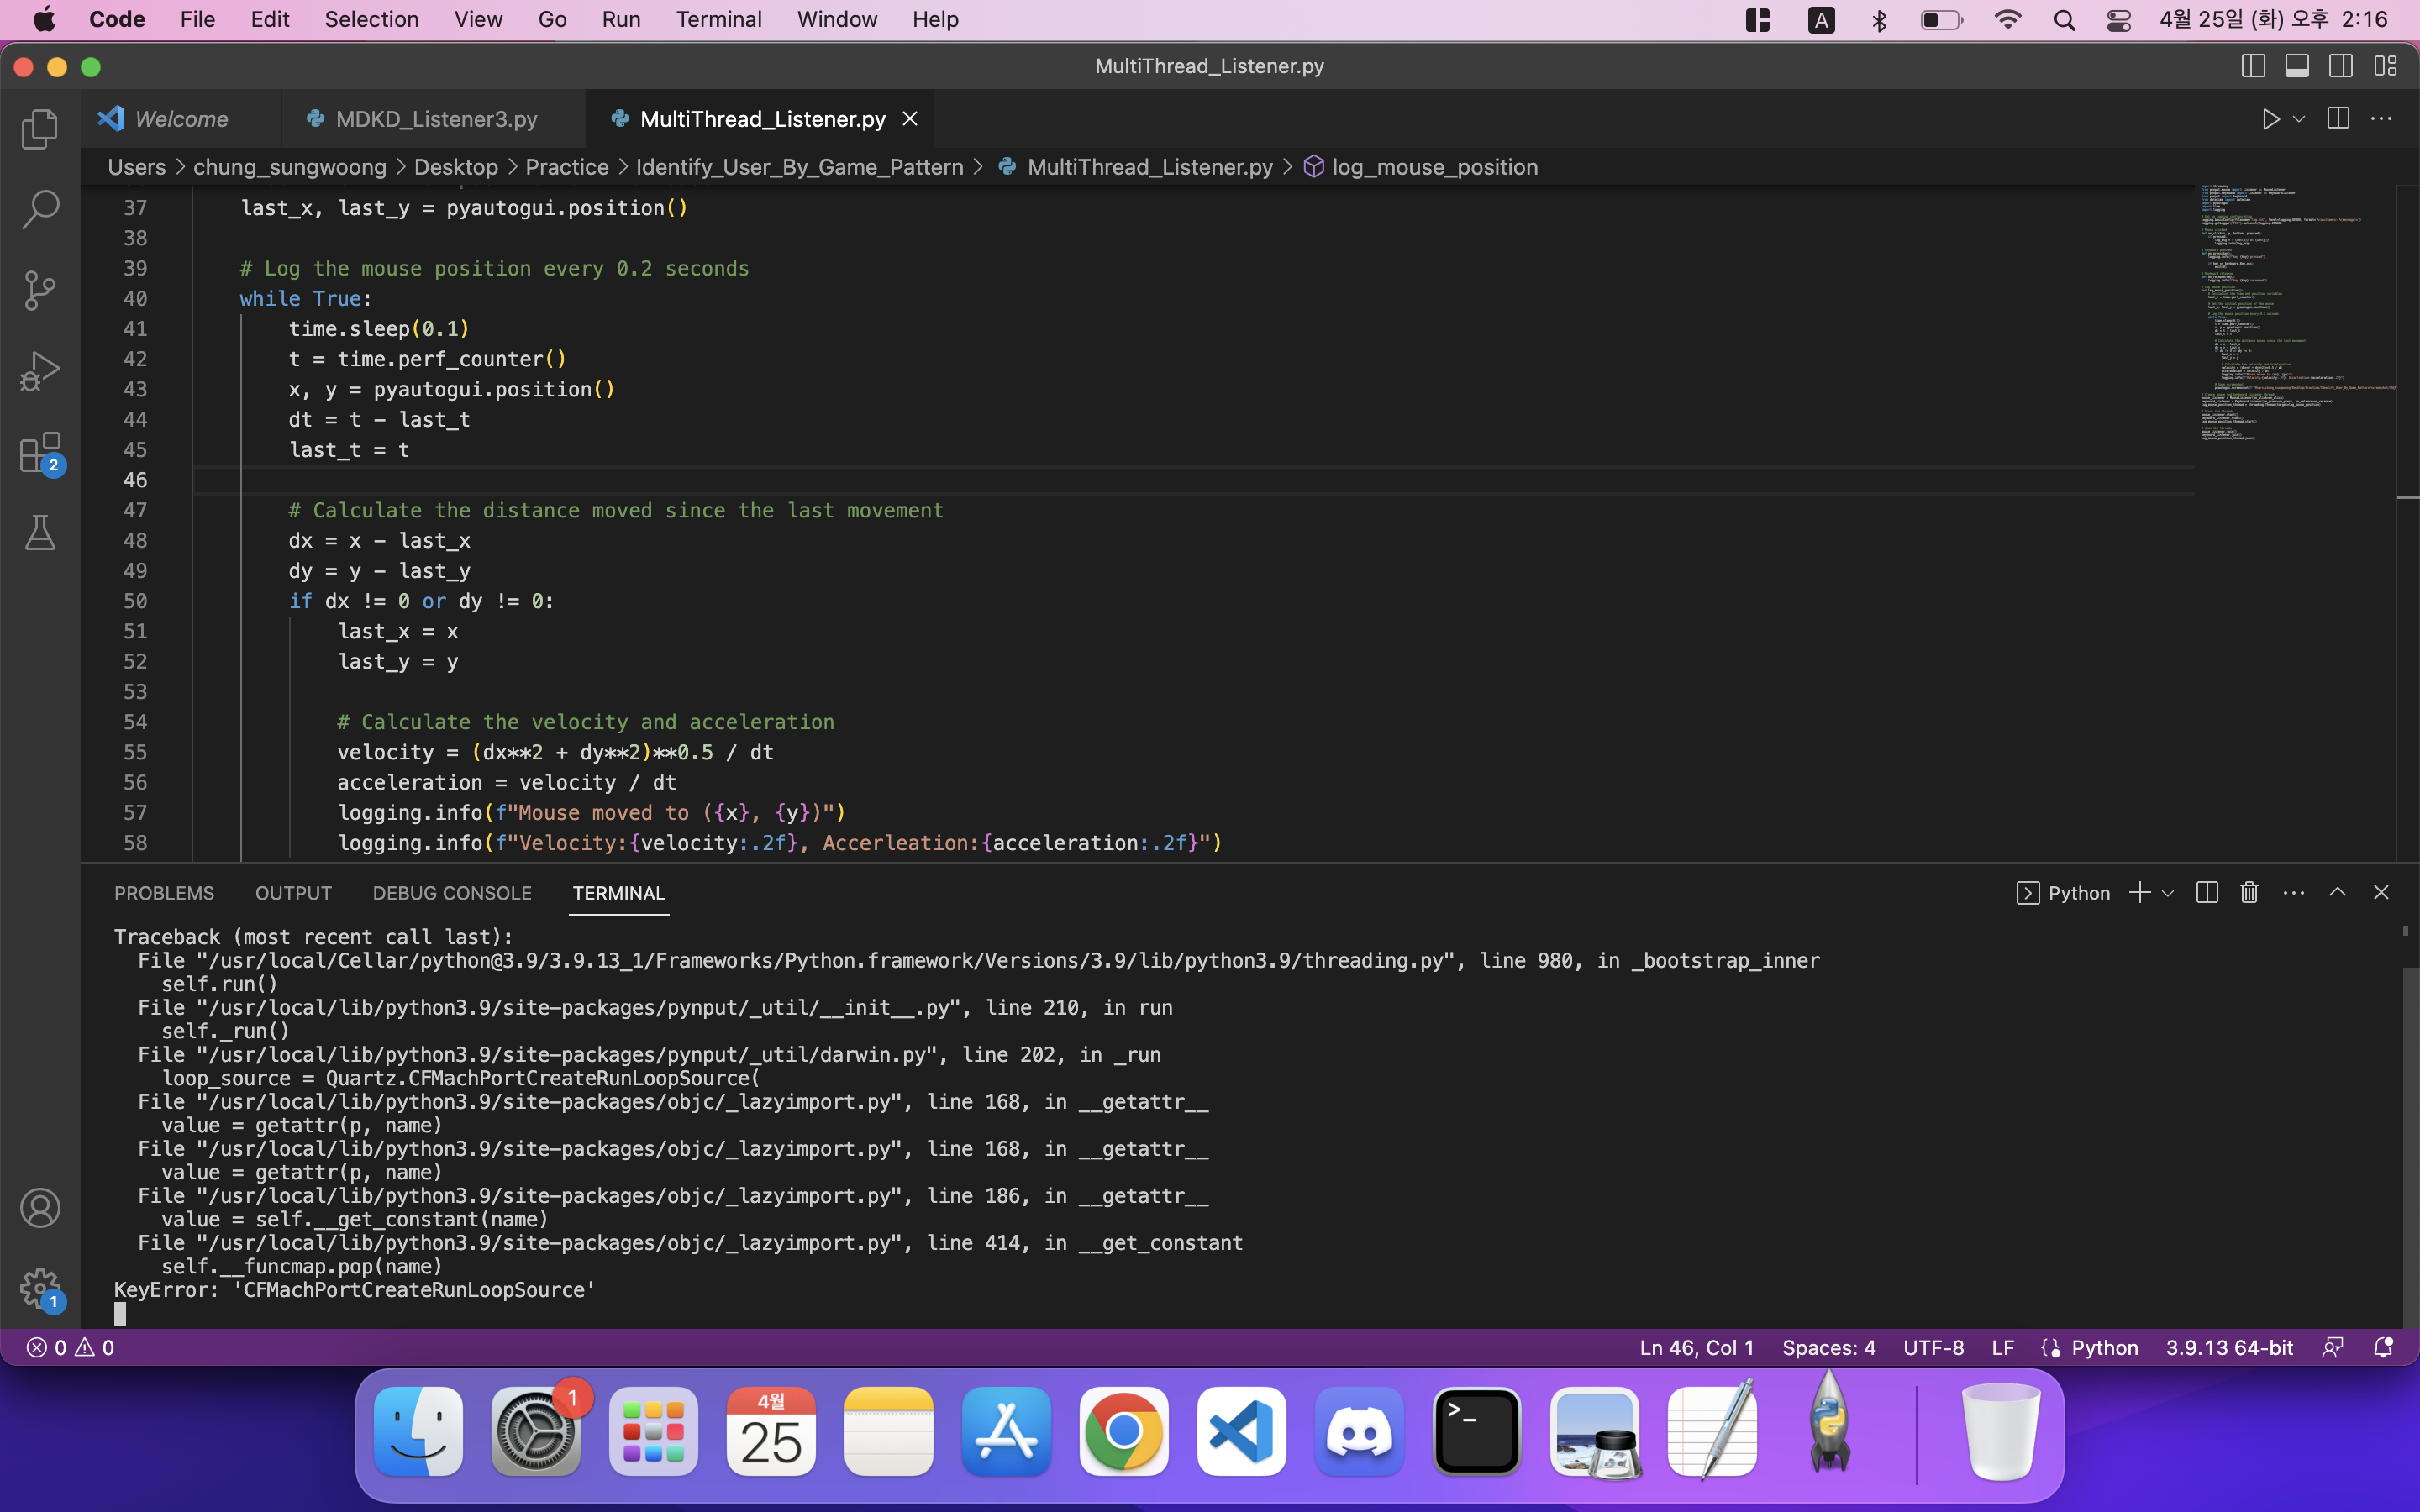 Code File Edit Selection View Go Run Terminal Window Help A 4월 25일 (화) 오후 2:16
MultiThread_Listener.py
Welcome MDKD_Listener3.py MultiThread_Listener.py
Users > chung_sungwoong > Desktop > Practice > Identify_User_By_Game_Pattern > MultiThread_Listener.py > log_mouse_position
37 last_x, last_y = pyautogui.position()
38
39 # Log the mouse position every 0.2 seconds
40 while True:
41 time.sleep(0.1)
42 t = time.perf_counter()
43 x, y = pyautogui.position()
44 dt = t - last_t
45 last_t = t
46
47 # Calculate the distance moved since the last movement
48 dx = x - last_x
49 dy = y - last_y
50 if dx != 0 or dy != 0:
51 last_x = x
52 last_y = y
53
54 # Calculate the velocity and acceleration
55 velocity = (dx**2 + dy**2)**0.5 / dt
56 acceleration = velocity / dt
57 logging.info(f"Mouse moved to ({x}, {y})")
58 logging.info(f"Velocity:{velocity:.2f}, Accerleation:{acceleration:.2f}")
2
PROBLEMS OUTPUT DEBUG CONSOLE TERMINAL Python
Traceback (most recent call last):
File "/usr/local/Cellar/python@3.9/3.9.13_1/Frameworks/Python.framework/Versions/3.9/lib/python3.9/threading.py", line 980, in _bootstrap_inner
self.run()
File "/usr/local/lib/python3.9/site-packages/pynput/_util/__init__.py", line 210, in run
self._run()
File "/usr/local/lib/python3.9/site-packages/pynput/_util/darwin.py", line 202, in _run
loop_source = Quartz.CFMachPortCreateRunLoopSource(
File "/usr/local/lib/python3.9/site-packages/objc/_lazyimport.py", line 168, in __getattr__
value = getattr(p, name)
File "/usr/local/lib/python3.9/site-packages/objc/_lazyimport.py", line 168, in __getattr__
value = getattr(p, name)
File "/usr/local/lib/python3.9/site-packages/objc/_lazyimport.py", line 186, in __getattr__
value = self.__get_constant(name)
File "/usr/local/lib/python3.9/site-packages/objc/_lazyimport.py", line 414, in __get_constant
self.__funcmap.pop(name)
KeyError: 'CFMachPortCreateRunLoopSource'
1
0 0 Ln 46, Col 1 Spaces: 4 UTF-8 LF Python 3.9.13 64-bit
1
4월
25
>_